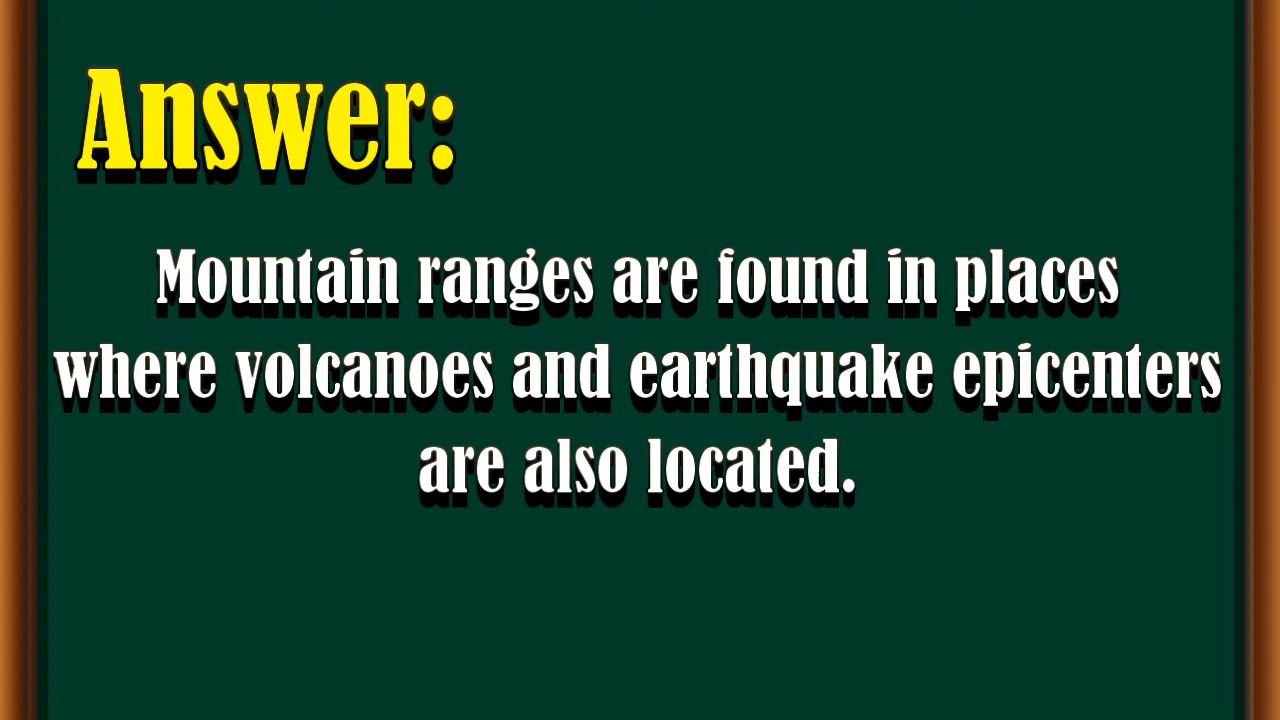 Answer:
Mountain ranges are found in places
where volcanoes and earthquake epicenters
are also located.